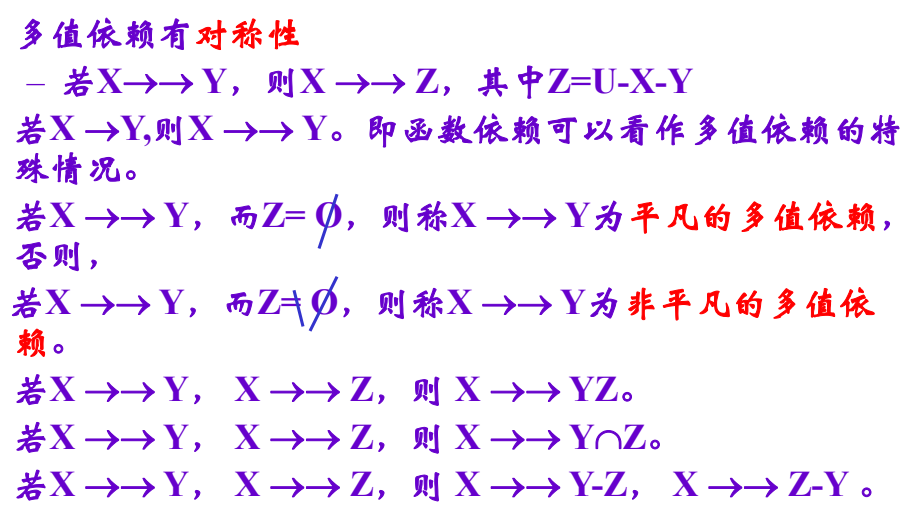 多值依赖有对称性
– 若X→→ Y，则X →→ Z，其中Z=U-X-Y
若X →Y,则X →→ Y。即函数依赖可以看作多值依赖的特
殊情况。
若X →→ Y，而Z= Ø，则称X →→ Y为平凡的多值依赖，
否则，
若X →→ Y，而Z≠ Ø，则称X →→ Y为非平凡的多值依
赖。
若X →→ Y， X →→ Z，则 X →→ YZ。
若X →→ Y， X →→ Z，则 X →→ Y∩Z。
若X →→ Y， X →→ Z，则 X →→ Y-Z， X →→ Z-Y 。